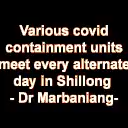 Various covid
containment units
meet every alternate
day in Shillong
- Dr Marbaniang-